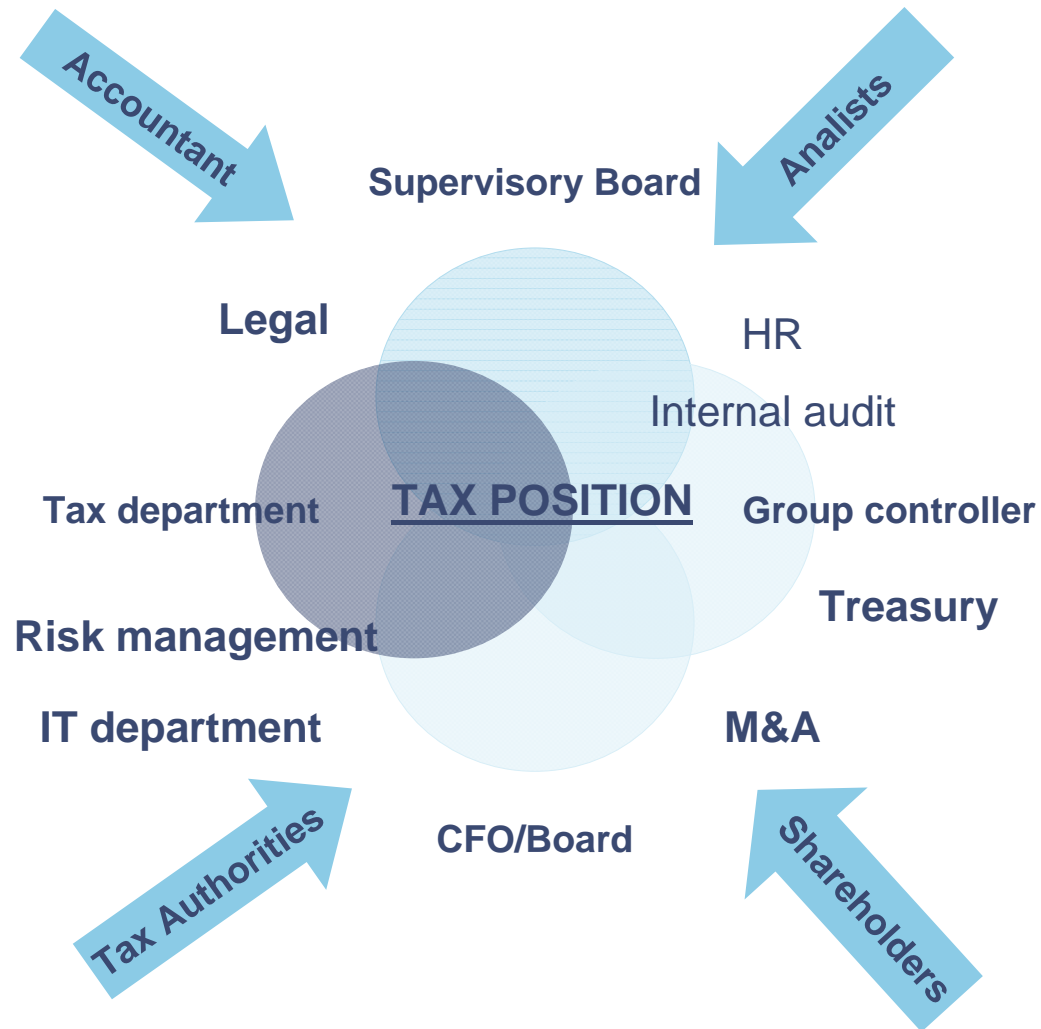 Accountant
Analists
Supervisory Board
Legal
HR
Internal audit
Tax department
TAX POSITION
Group controller
Treasury
Risk management
IT department
M&A
CFO/Board
Tax Authorities
Shareholders